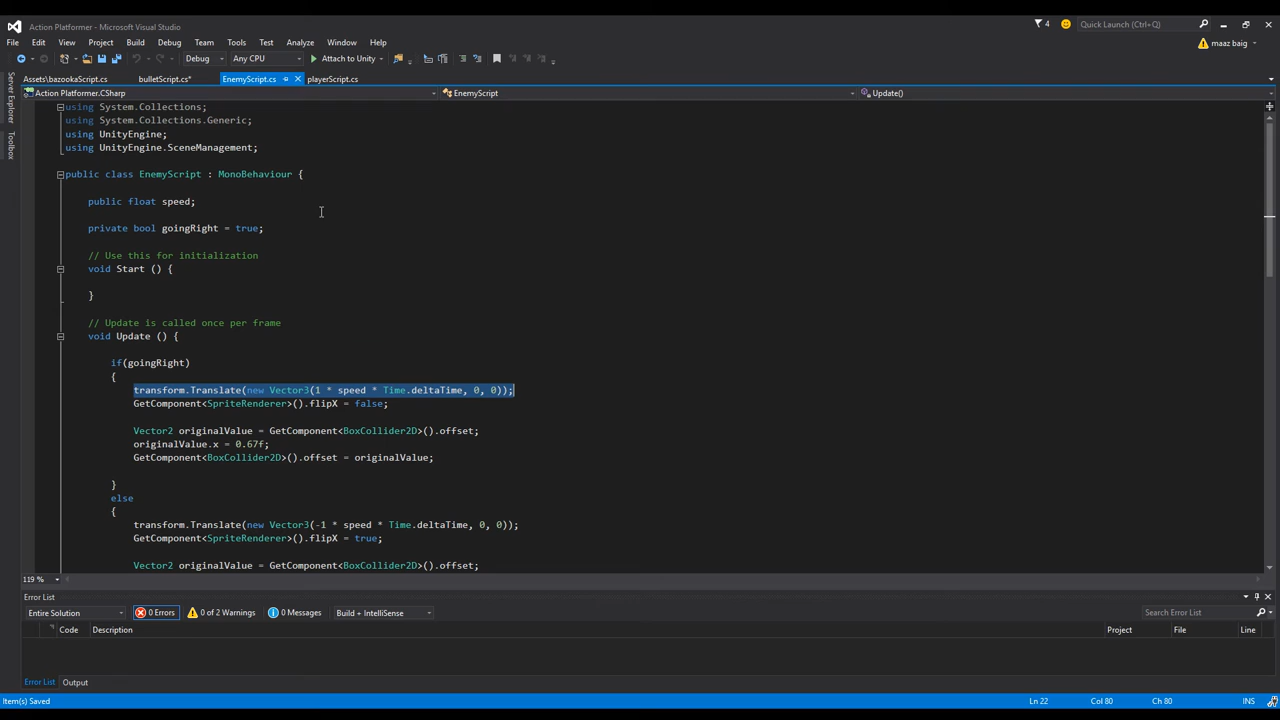 Action Platformer - Microsoft Visual Studio
4
Quick Launch (Ctrl+Q)
File Edit View Project Build Debug Team Tools Test Analyze Window Help
maaz baig
Debug Any CPU Attach to Unity
Assets\bazookaScript.cs bulletScript.cs* EnemyScript.cs playerScript.cs
Action Platformer.CSharp EnemyScript Update()
Server Explorer
Toolbox
using System.Collections;
using System.Collections.Generic;
using UnityEngine;
using UnityEngine.SceneManagement;
public class EnemyScript : MonoBehaviour {
public float speed;
private bool goingRight = true;
// Use this for initialization
void Start () {
}
// Update is called once per frame
void Update () {
if(goingRight)
{
transform.Translate(new Vector3(1 * speed * Time.deltaTime, 0, 0));
GetComponent<SpriteRenderer>().flipX = false;
Vector2 originalValue = GetComponent<BoxCollider2D>().offset;
originalValue.x = 0.67f;
GetComponent<BoxCollider2D>().offset = originalValue;
}
else
{
transform.Translate(new Vector3(-1 * speed * Time.deltaTime, 0, 0));
GetComponent<SpriteRenderer>().flipX = true;
Vector2 originalValue = GetComponent<BoxCollider2D>().offset;
119 %
Error List
Entire Solution 0 Errors 0 of 2 Warnings 0 Messages Build + IntelliSense Search Error List
Code Description Project File Line
Error List Output
Item(s) Saved Ln 22 Col 80 Ch 80 INS